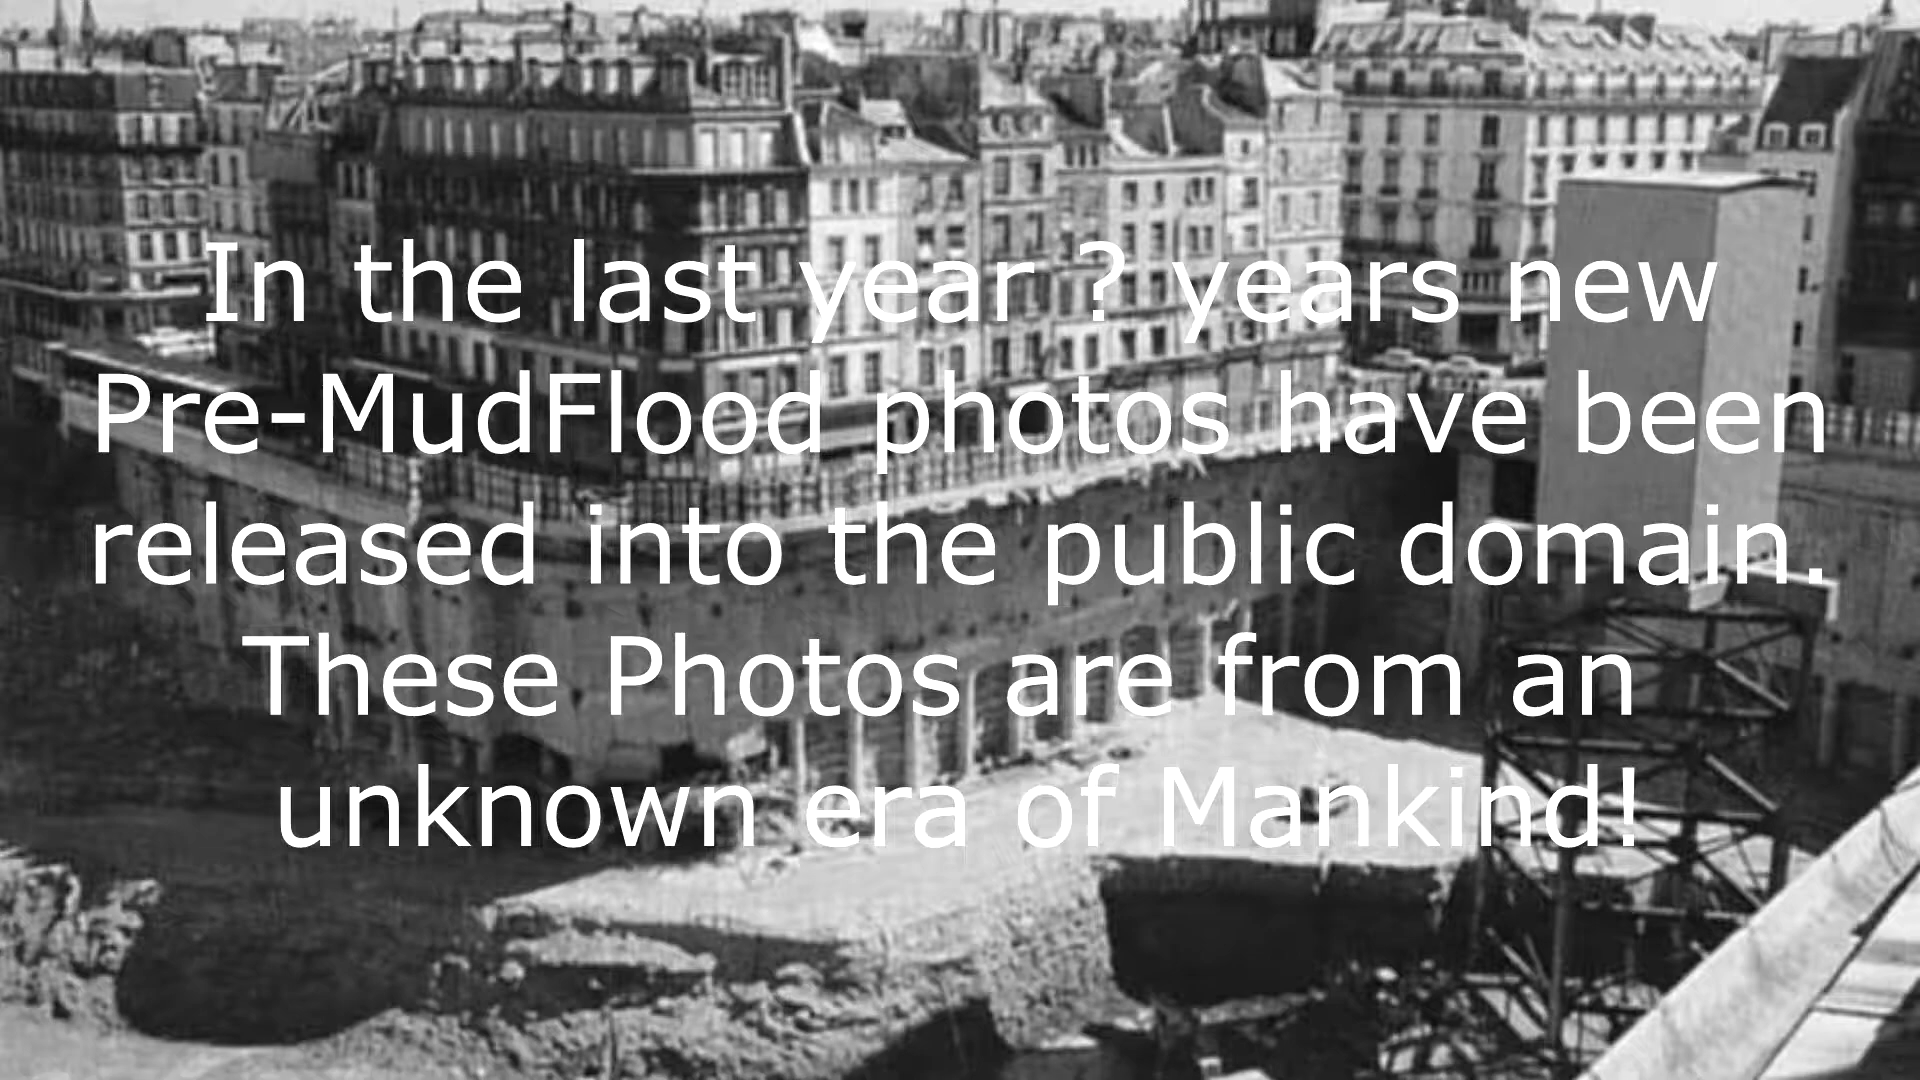 In the last year ? years new
Pre-MudFlood photos have been
released into the public domain.
These Photos are from an
unknown era of Mankind!